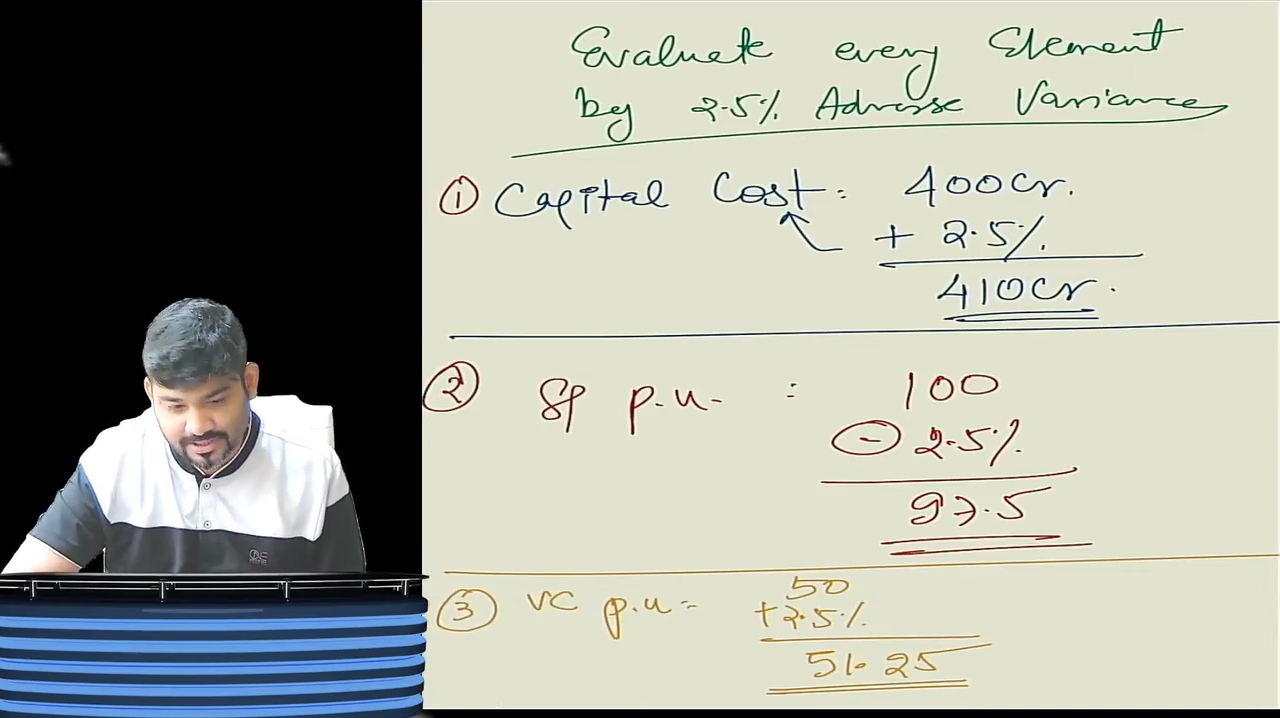 Evaluate every Element
by 2.5% Adverse Variance
① Capital Cost: 400cr.
+ 2.5%
410cr.
② SP p.u. : 100
(-) 2.5%
97.5
③ VC p.u = 50
+2.5%
51.25